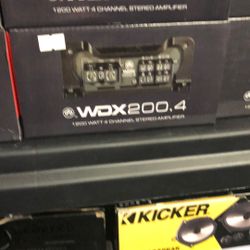 1200 WATT 4 CHANNEL STEREO AMPLIFIER
WDX200.4
1200 WATT 4 CHANNEL STEREO AMPLIFIER
KICKER